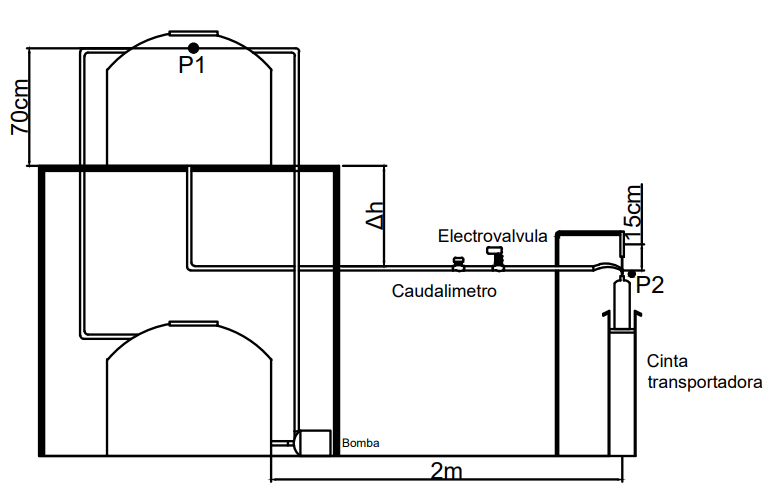 P1
70cm
Δh
15cm
Electrovalvula
P2
Caudalimetro
Cinta
transportadora
Bomba
2m